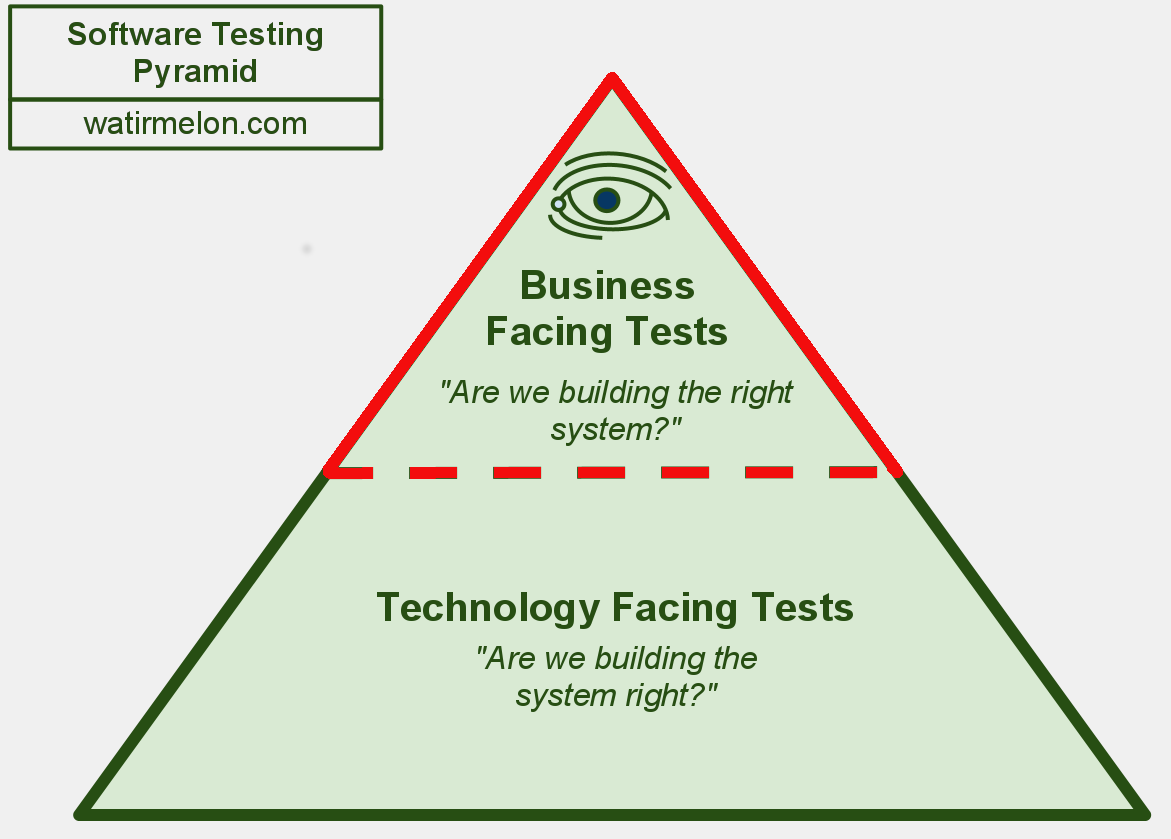 Software Testing
Pyramid
watirmelon.com
Business
Facing Tests
"Are we building the right
system?"
Technology Facing Tests
"Are we building the
system right?"